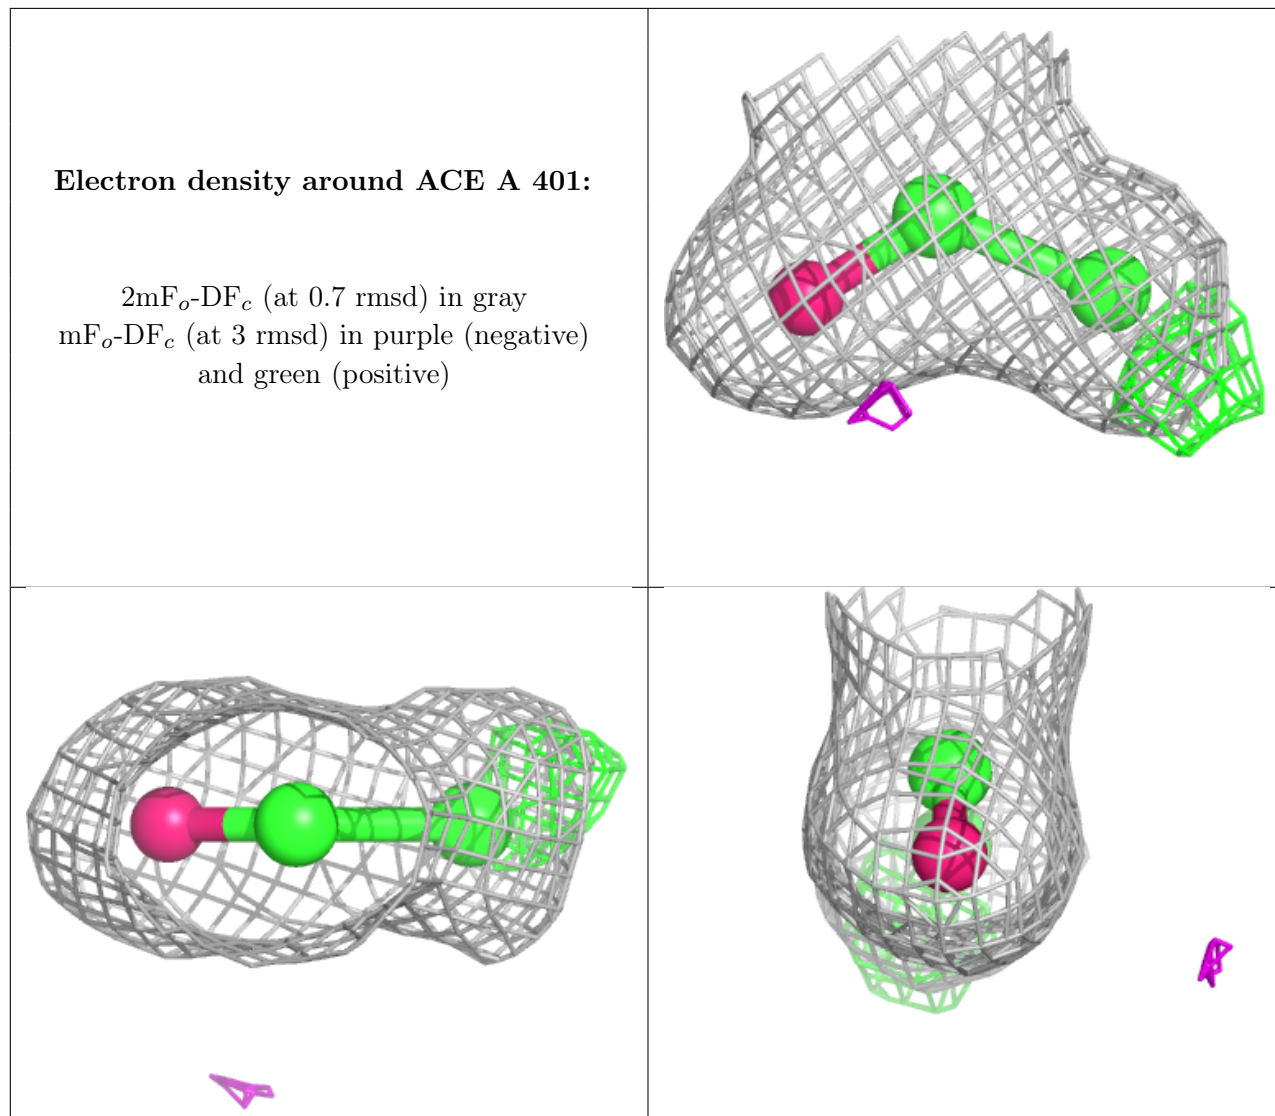 Electron density around ACE A 401:
2mFₒ-DF𝑐 (at 0.7 rmsd) in gray
mFₒ-DF𝑐 (at 3 rmsd) in purple (negative)
and green (positive)